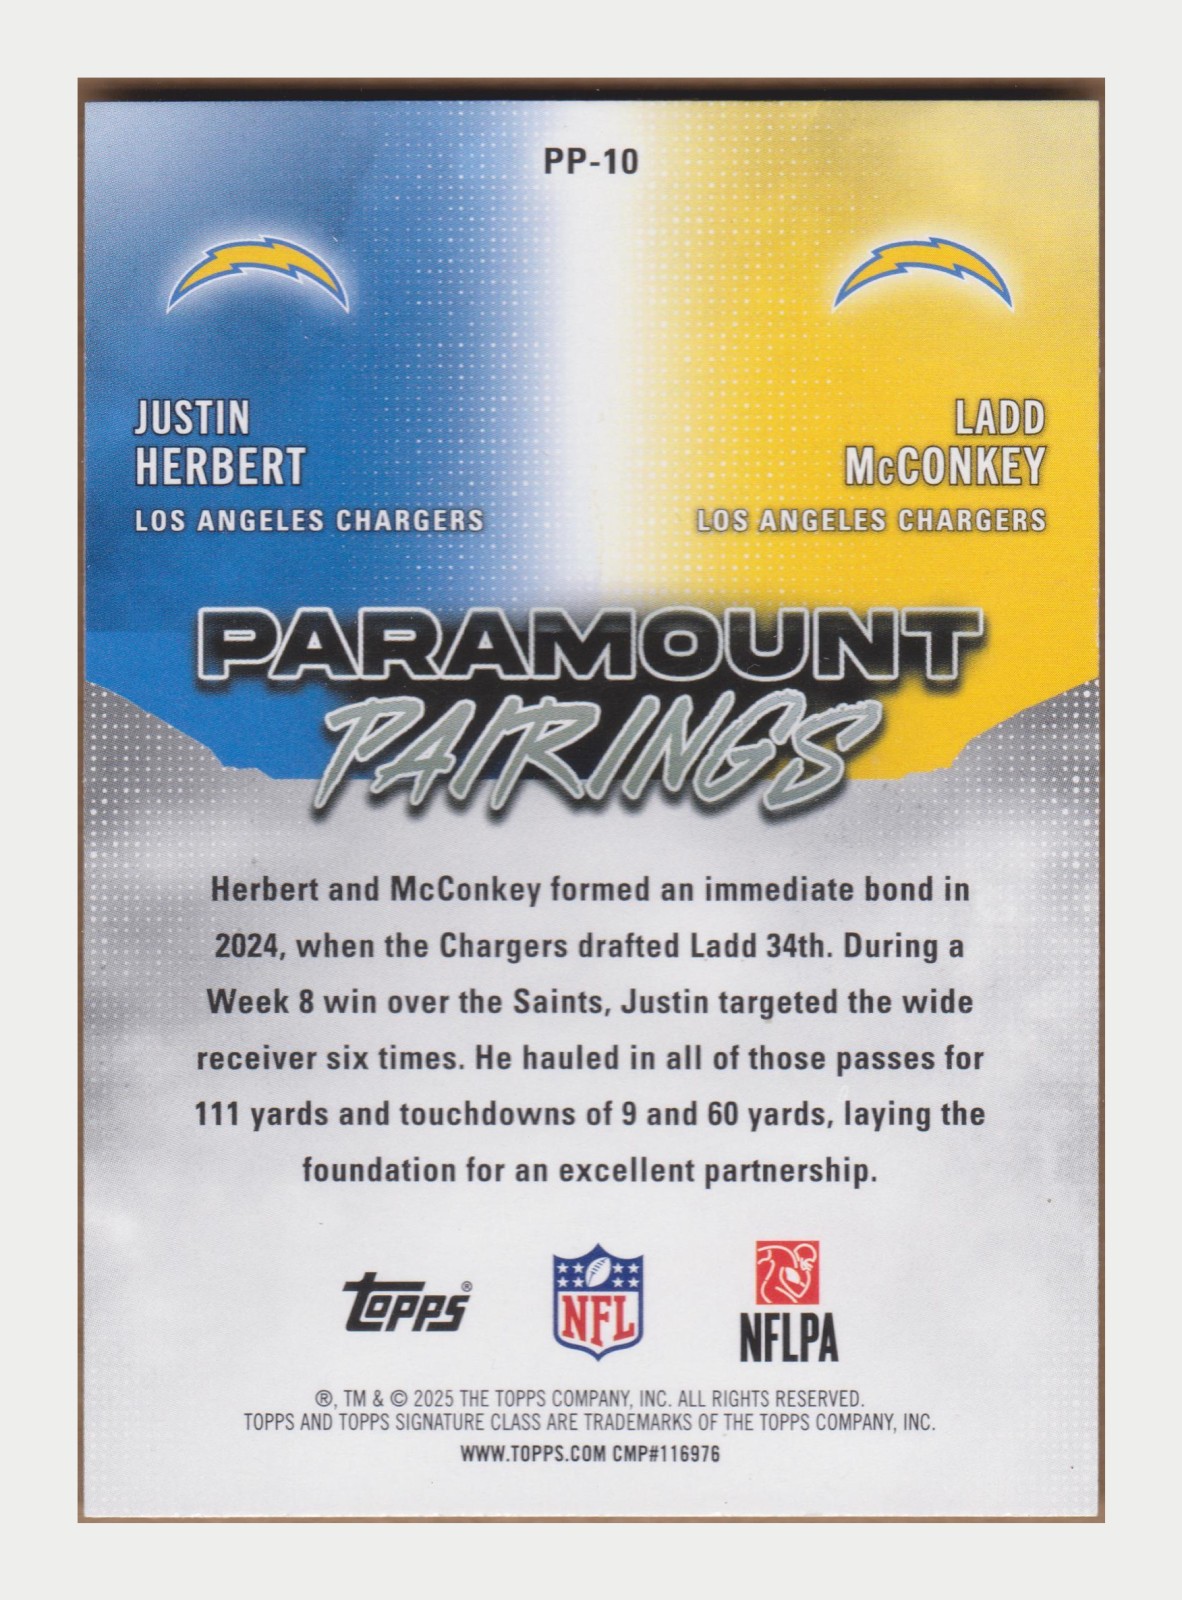 PP-10
JUSTIN
HERBERT
LOS ANGELES CHARGERS
LADD
McCONKEY
LOS ANGELES CHARGERS
PARAMOUNT
PAIRINGS
Herbert and McConkey formed an immediate bond in
2024, when the Chargers drafted Ladd 34th. During a
Week 8 win over the Saints, Justin targeted the wide
receiver six times. He hauled in all of those passes for
111 yards and touchdowns of 9 and 60 yards, laying the
foundation for an excellent partnership.
Topps®
NFL
NFLPA
®, TM & © 2025 THE TOPPS COMPANY, INC. ALL RIGHTS RESERVED.
TOPPS AND TOPPS SIGNATURE CLASS ARE TRADEMARKS OF THE TOPPS COMPANY, INC.
WWW.TOPPS.COM CMP#116976